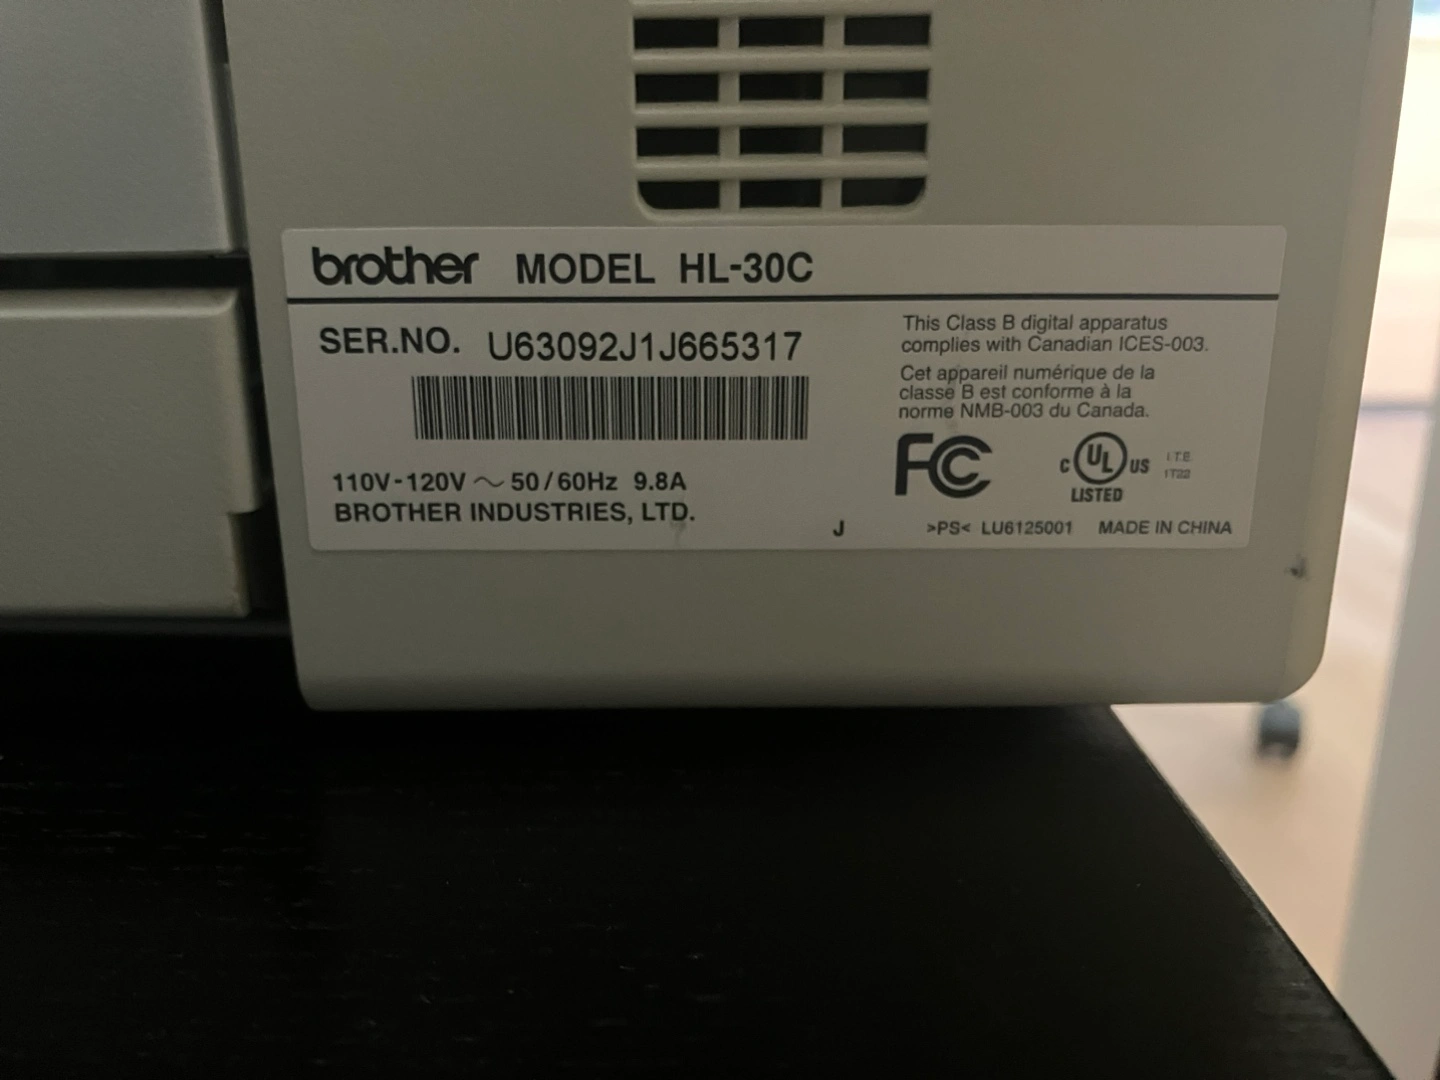 brother MODEL HL-30C
SER.NO. U63092J1J665317
This Class B digital apparatus
complies with Canadian ICES-003.
Cet appareil numérique de la
classe B est conforme à la
norme NMB-003 du Canada.
110V-120V ~ 50/60Hz 9.8A
BROTHER INDUSTRIES, LTD.
FC
C UL US
LISTED
I.T.E.
1T22
J >PS< LU6125001 MADE IN CHINA